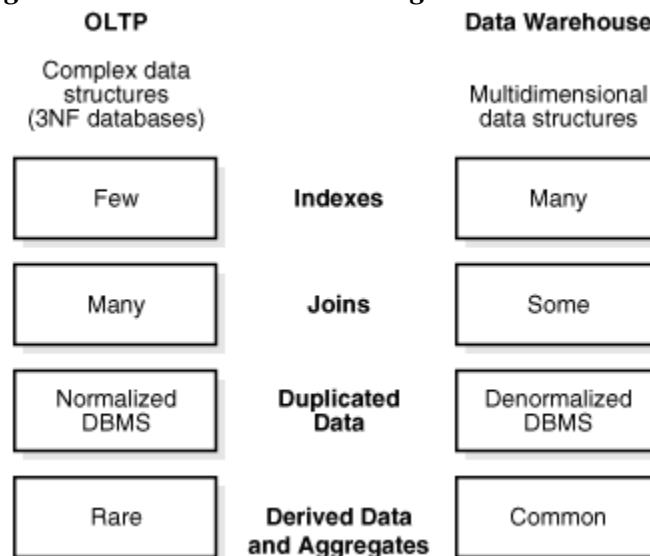 OLTP
Data Warehouse
Complex data
structures
(3NF databases)
Multidimensional
data structures
Few
Indexes
Many
Many
Joins
Some
Normalized
DBMS
Duplicated
Data
Denormalized
DBMS
Rare
Derived Data
and Aggregates
Common